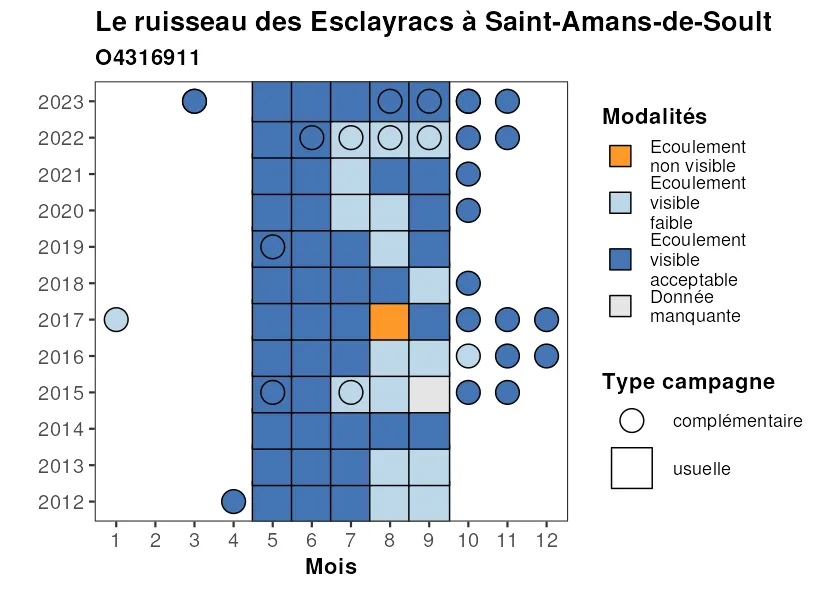 Le ruisseau des Esclayracs à Saint-Amans-de-Soult
O4316911
2023
2022
2021
2020
2019
2018
2017
2016
2015
2014
2013
2012
1 2 3 4 5 6 7 8 9 10 11 12
Mois
Modalités
Ecoulement
non visible
Ecoulement
visible
faible
Ecoulement
visible
acceptable
Donnée
manquante
Type campagne
complémentaire
usuelle